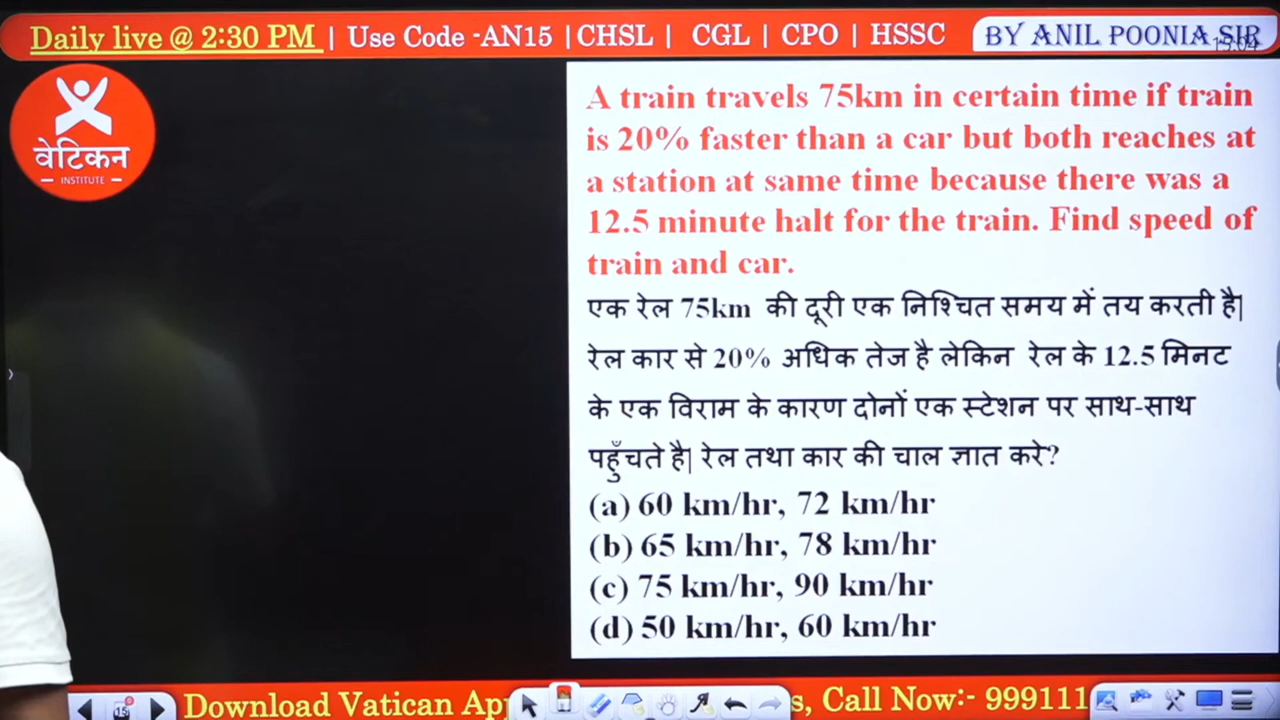 Daily live @ 2:30 PM | Use Code -AN15 |CHSL | CGL | CPO | HSSC BY ANIL POONIA SIR
वेटिकन
INSTITUTE
A train travels 75km in certain time if train
is 20% faster than a car but both reaches at
a station at same time because there was a
12.5 minute halt for the train. Find speed of
train and car.
एक रेल 75km की दूरी एक निश्चित समय में तय करती है|
रेल कार से 20% अधिक तेज है लेकिन रेल के 12.5 मिनट
के एक विराम के कारण दोनों एक स्टेशन पर साथ-साथ
पहुँचते है| रेल तथा कार की चाल ज्ञात करे?
(a) 60 km/hr, 72 km/hr
(b) 65 km/hr, 78 km/hr
(c) 75 km/hr, 90 km/hr
(d) 50 km/hr, 60 km/hr
Download Vatican Ap s, Call Now:- 999111